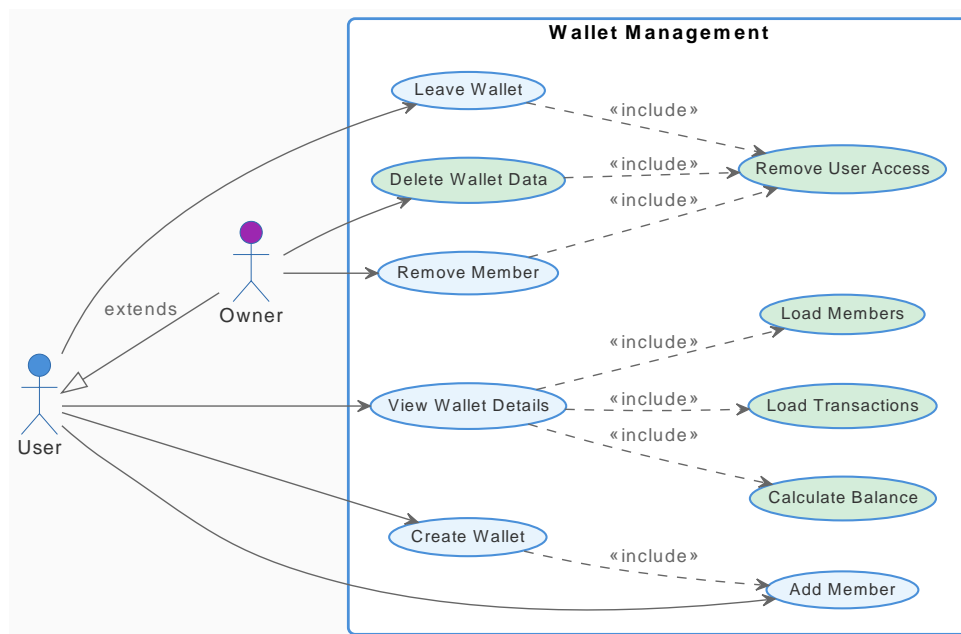 Wallet Management
Leave Wallet
«include»
Delete Wallet Data
«include»
Remove User Access
«include»
Remove Member
Owner
extends
Load Members
«include»
View Wallet Details
«include»
Load Transactions
User
«include»
Calculate Balance
Create Wallet
«include»
Add Member